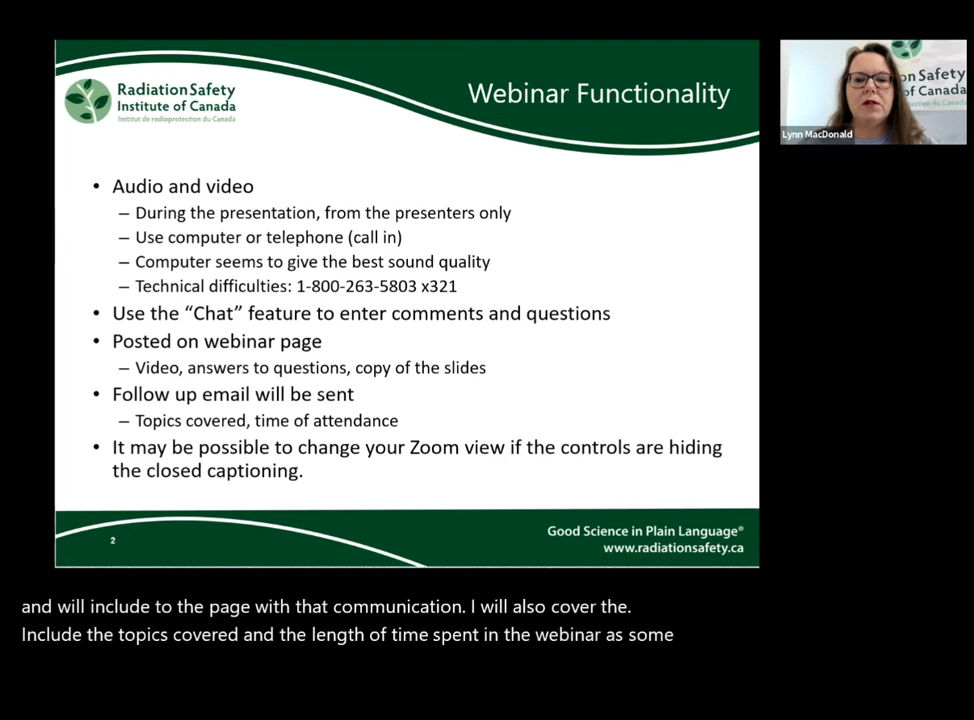 Radiation Safety
Institute of Canada
Institut de radioprotection du Canada
Webinar Functionality
• Audio and video
– During the presentation, from the presenters only
– Use computer or telephone (call in)
– Computer seems to give the best sound quality
– Technical difficulties: 1-800-263-5803 x321
• Use the “Chat” feature to enter comments and questions
• Posted on webinar page
– Video, answers to questions, copy of the slides
• Follow up email will be sent
– Topics covered, time of attendance
• It may be possible to change your Zoom view if the controls are hiding
the closed captioning.
2
Good Science in Plain Language®
www.radiationsafety.ca
on Safety
of Canada
Lynn MacDonald
and will include to the page with that communication. I will also cover the.
Include the topics covered and the length of time spent in the webinar as some